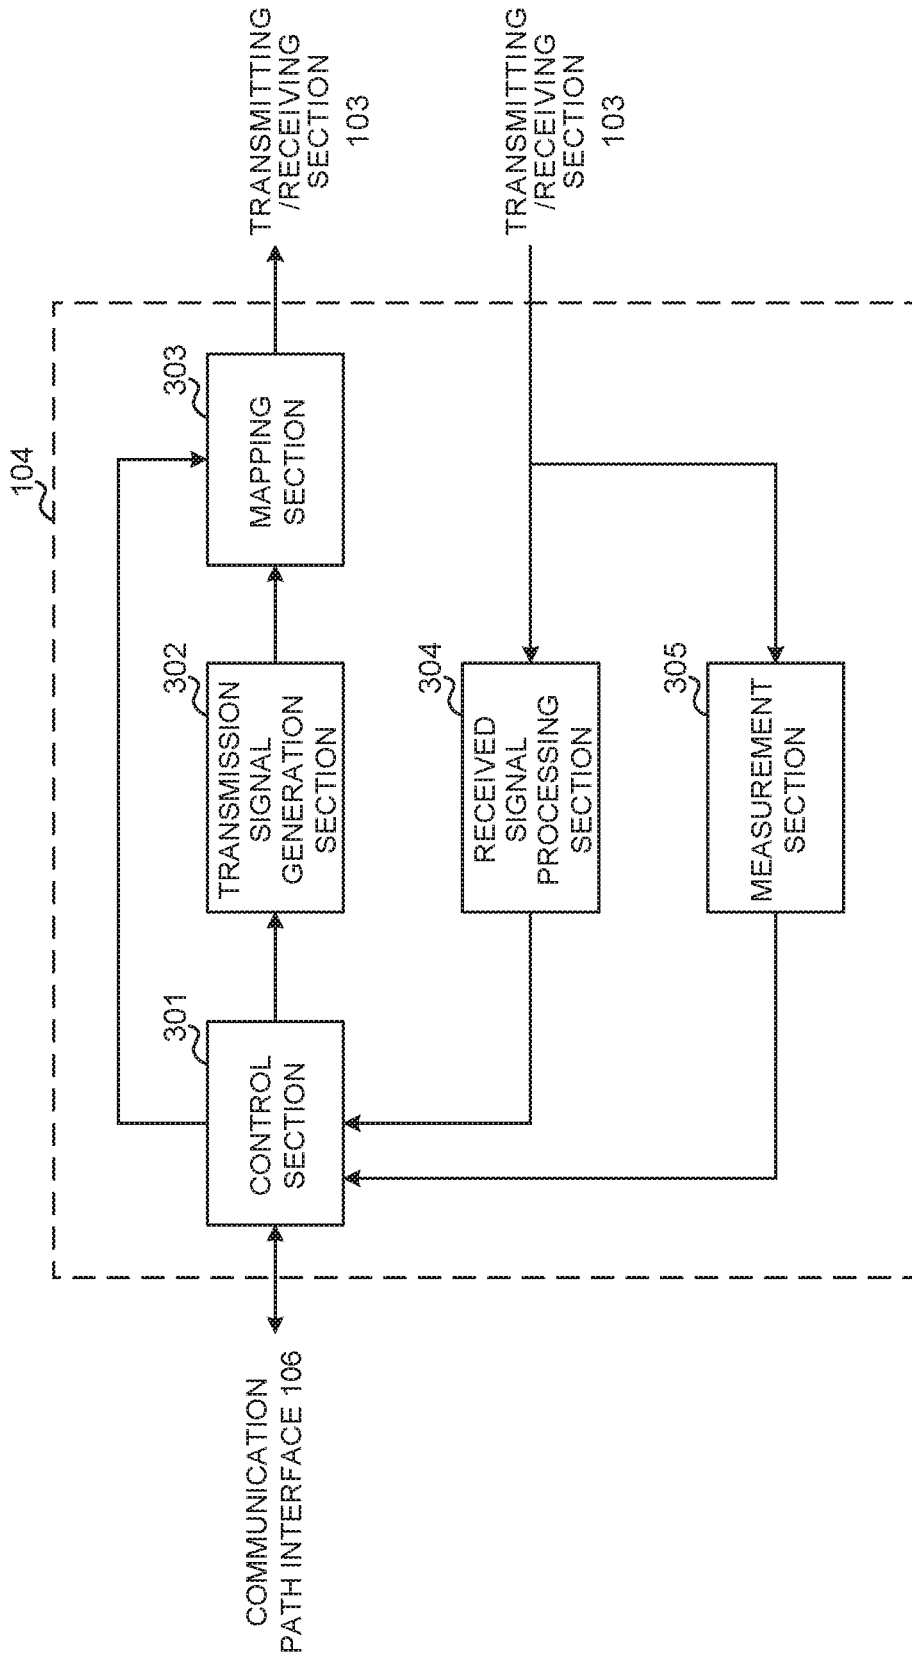 104
COMMUNICATION
PATH INTERFACE 106
301
CONTROL
SECTION
302
TRANSMISSION
SIGNAL
GENERATION
SECTION
303
MAPPING
SECTION
TRANSMITTING
/RECEIVING
SECTION
103
304
RECEIVED
SIGNAL
PROCESSING
SECTION
TRANSMITTING
/RECEIVING
SECTION
103
305
MEASUREMENT
SECTION